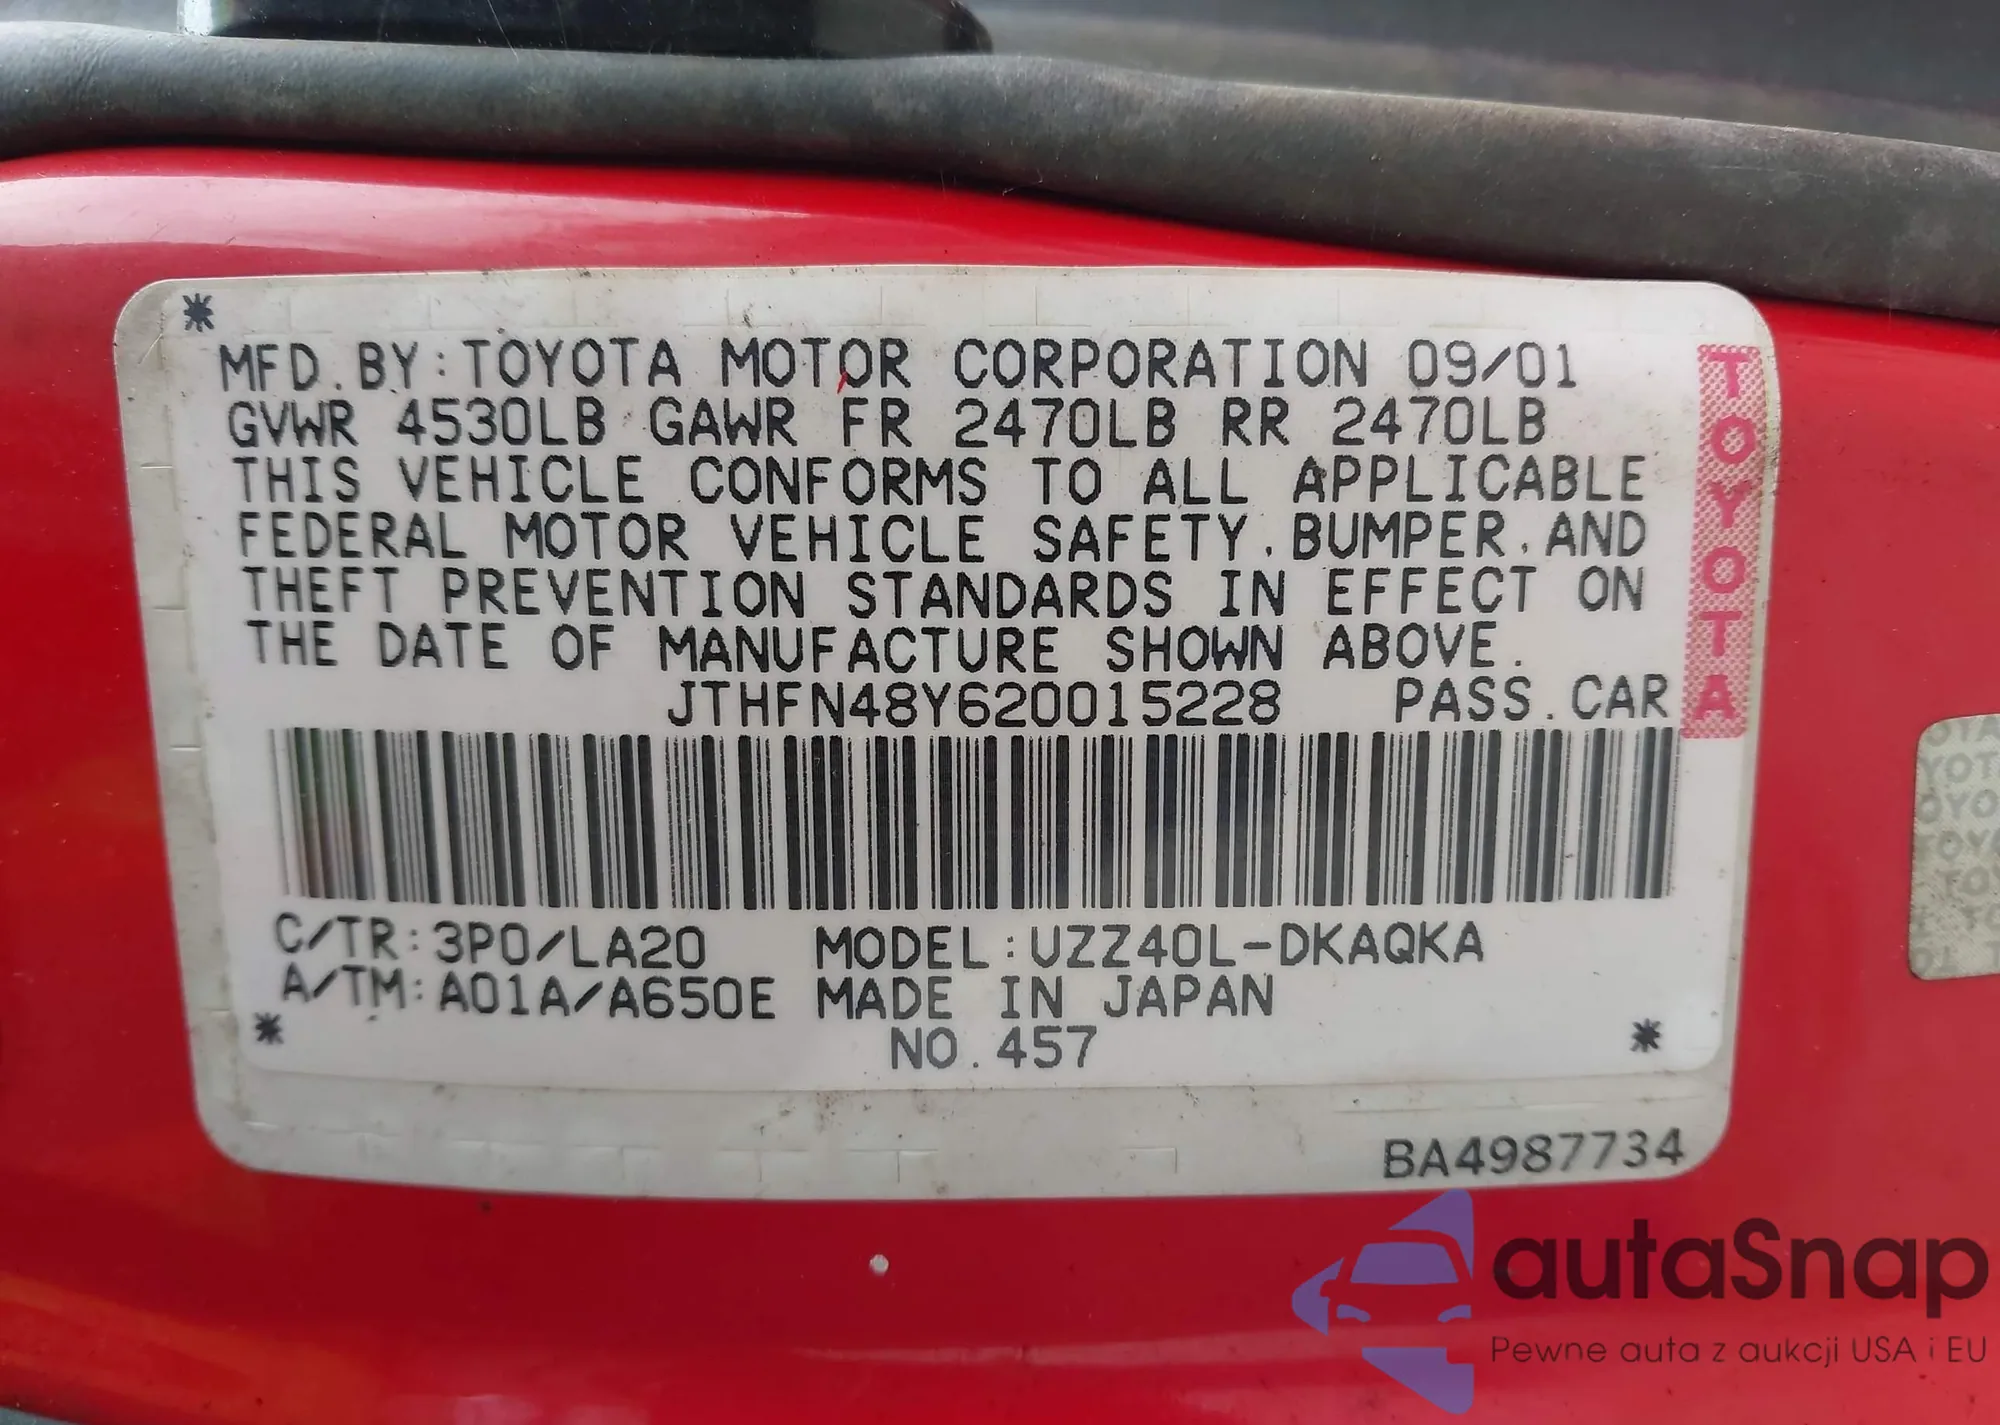 MFD. BY: TOYOTA MOTOR CORPORATION 09/01
GVWR 4530LB GAWR FR 2470LB RR 2470LB
THIS VEHICLE CONFORMS TO ALL APPLICABLE
FEDERAL MOTOR VEHICLE SAFETY, BUMPER, AND
THEFT PREVENTION STANDARDS IN EFFECT ON
THE DATE OF MANUFACTURE SHOWN ABOVE.
JTHFN48Y620015228 PASS. CAR
TOYOTA
C/TR: 3P0/LA20 MODEL: UZZ40L-DKAQKA
A/TM: A01A/A650E MADE IN JAPAN
NO. 457
BA4987734
autaSnap
Pewne auta z aukcji USA i EU